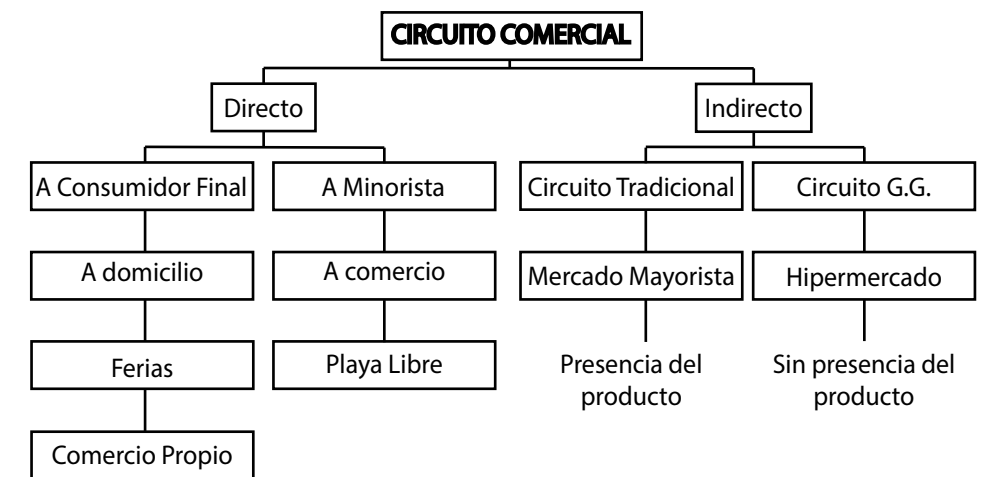 CIRCUITO COMERCIAL
Directo
Indirecto
A Consumidor Final
A Minorista
Circuito Tradicional
Circuito G.G.
A domicilio
A comercio
Mercado Mayorista
Hipermercado
Ferias
Playa Libre
Presencia del
producto
Sin presencia del
producto
Comercio Propio